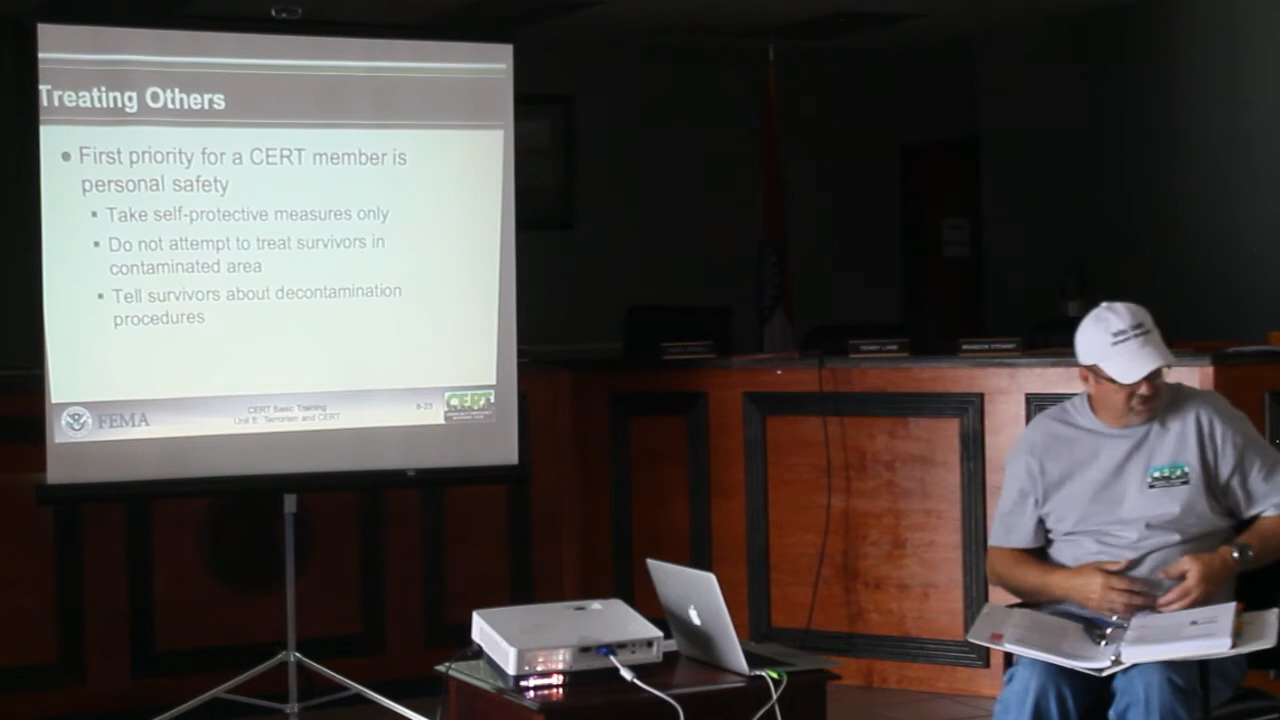 Treating Others
First priority for a CERT member is
personal safety
Take self-protective measures only
Do not attempt to treat survivors in
contaminated area
Tell survivors about decontamination
procedures
FEMA
CERT Basic Training
Unit 8: Terrorism and CERT
8-23
CERT
CERT